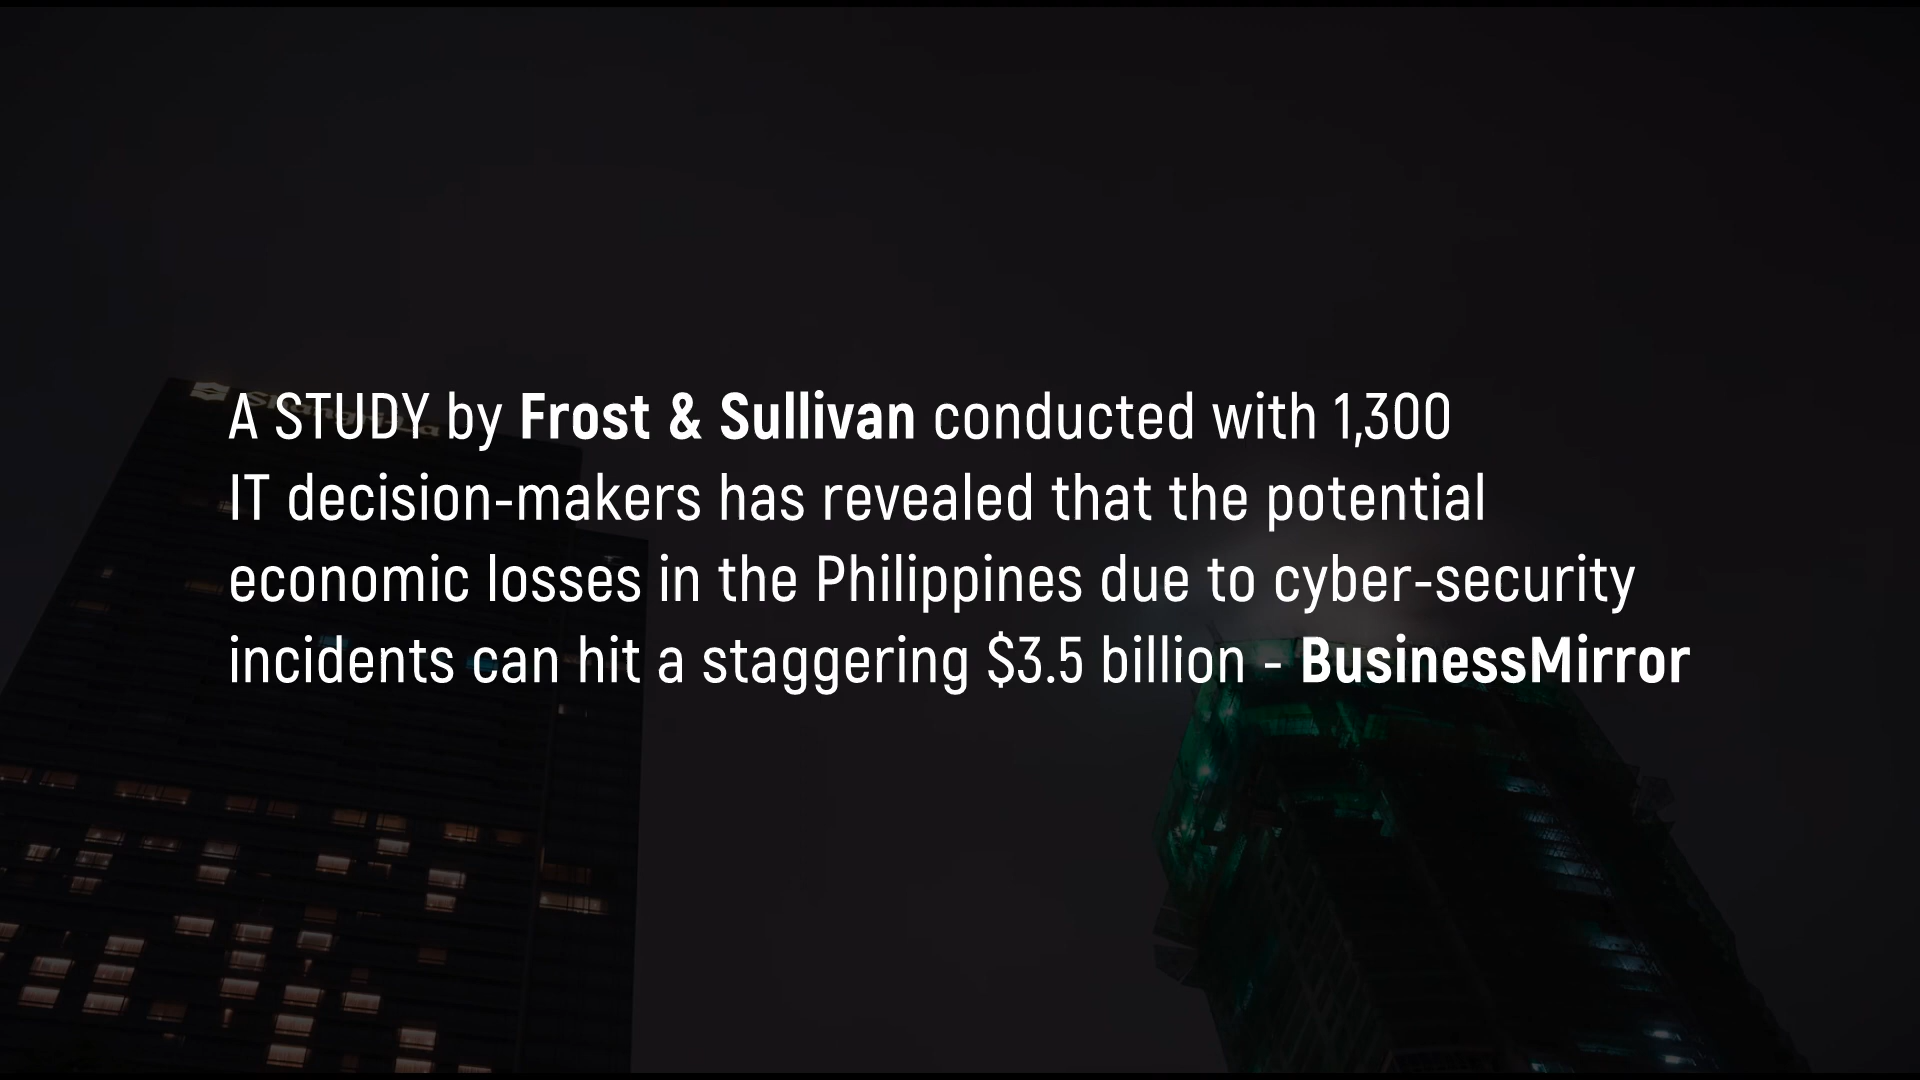 A STUDY by Frost & Sullivan conducted with 1,300
IT decision-makers has revealed that the potential
economic losses in the Philippines due to cyber-security
incidents can hit a staggering $3.5 billion - BusinessMirror